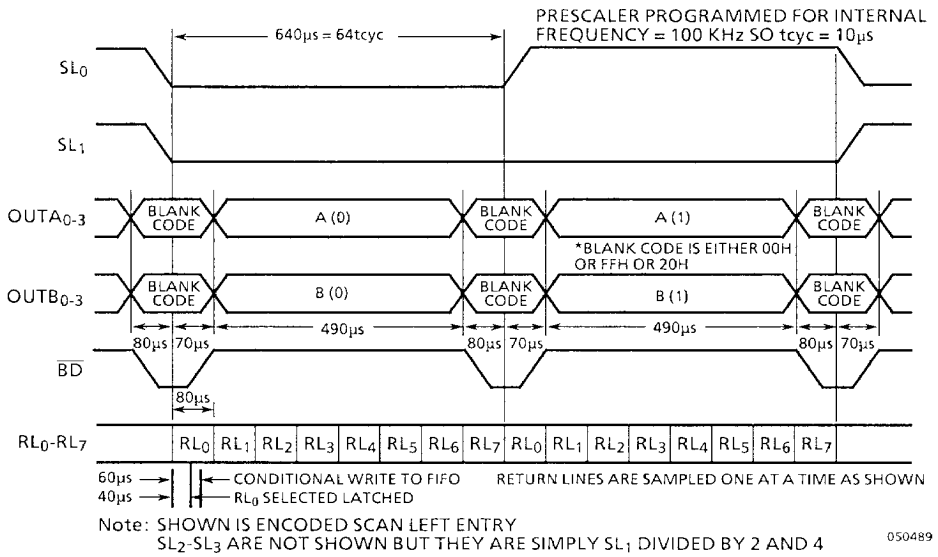 PRESCALER PROGRAMMED FOR INTERNAL
FREQUENCY = 100 KHz SO tcyc = 10µs
640µs = 64tcyc
SL0
SL1
OUTA0-3
BLANK CODE
A (0)
BLANK CODE
A (1)
BLANK CODE
*BLANK CODE IS EITHER 00H
OR FFH OR 20H
OUTB0-3
BLANK CODE
B (0)
BLANK CODE
B (1)
BLANK CODE
80µs 70µs 490µs 80µs 70µs 490µs 80µs 70µs
BD
80µs
RL0-RL7
RL0 RL1 RL2 RL3 RL4 RL5 RL6 RL7 RL0 RL1 RL2 RL3 RL4 RL5 RL6 RL7
60µs CONDITIONAL WRITE TO FIFO RETURN LINES ARE SAMPLED ONE AT A TIME AS SHOWN
40µs RL0 SELECTED LATCHED
Note: SHOWN IS ENCODED SCAN LEFT ENTRY
SL2-SL3 ARE NOT SHOWN BUT THEY ARE SIMPLY SL1 DIVIDED BY 2 AND 4
050489